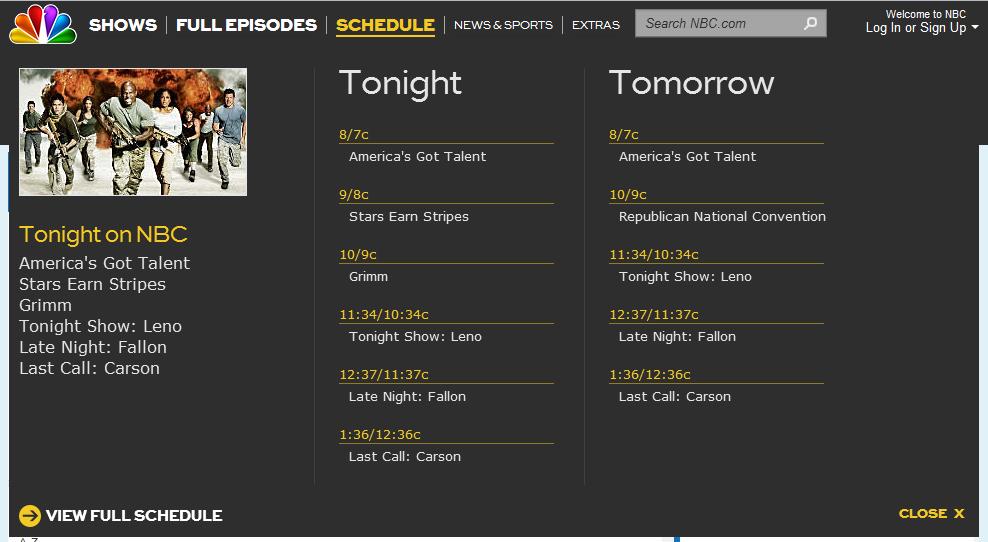 SHOWS FULL EPISODES SCHEDULE NEWS & SPORTS EXTRAS Search NBC.com
Welcome to NBC
Log In or Sign Up
Tonight on NBC
America's Got Talent
Stars Earn Stripes
Grimm
Tonight Show: Leno
Late Night: Fallon
Last Call: Carson
Tonight
8/7c
America's Got Talent
9/8c
Stars Earn Stripes
10/9c
Grimm
11:34/10:34c
Tonight Show: Leno
12:37/11:37c
Late Night: Fallon
1:36/12:36c
Last Call: Carson
Tomorrow
8/7c
America's Got Talent
10/9c
Republican National Convention
11:34/10:34c
Tonight Show: Leno
12:37/11:37c
Late Night: Fallon
1:36/12:36c
Last Call: Carson
VIEW FULL SCHEDULE
CLOSE X